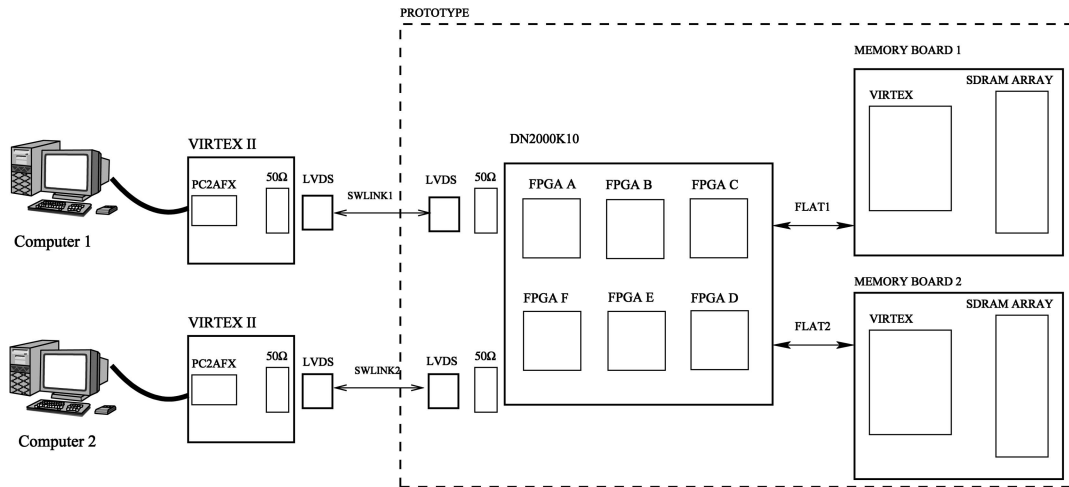 PROTOTYPE
MEMORY BOARD 1
SDRAM ARRAY
VIRTEX
DN2000K10
VIRTEX II
PC2AFX
50Ω
LVDS
SWLINK1
LVDS
50Ω
FPGA A
FPGA B
FPGA C
FLAT1
Computer 1
MEMORY BOARD 2
SDRAM ARRAY
VIRTEX
FPGA F
FPGA E
FPGA D
FLAT2
VIRTEX II
PC2AFX
50Ω
LVDS
SWLINK2
LVDS
50Ω
Computer 2